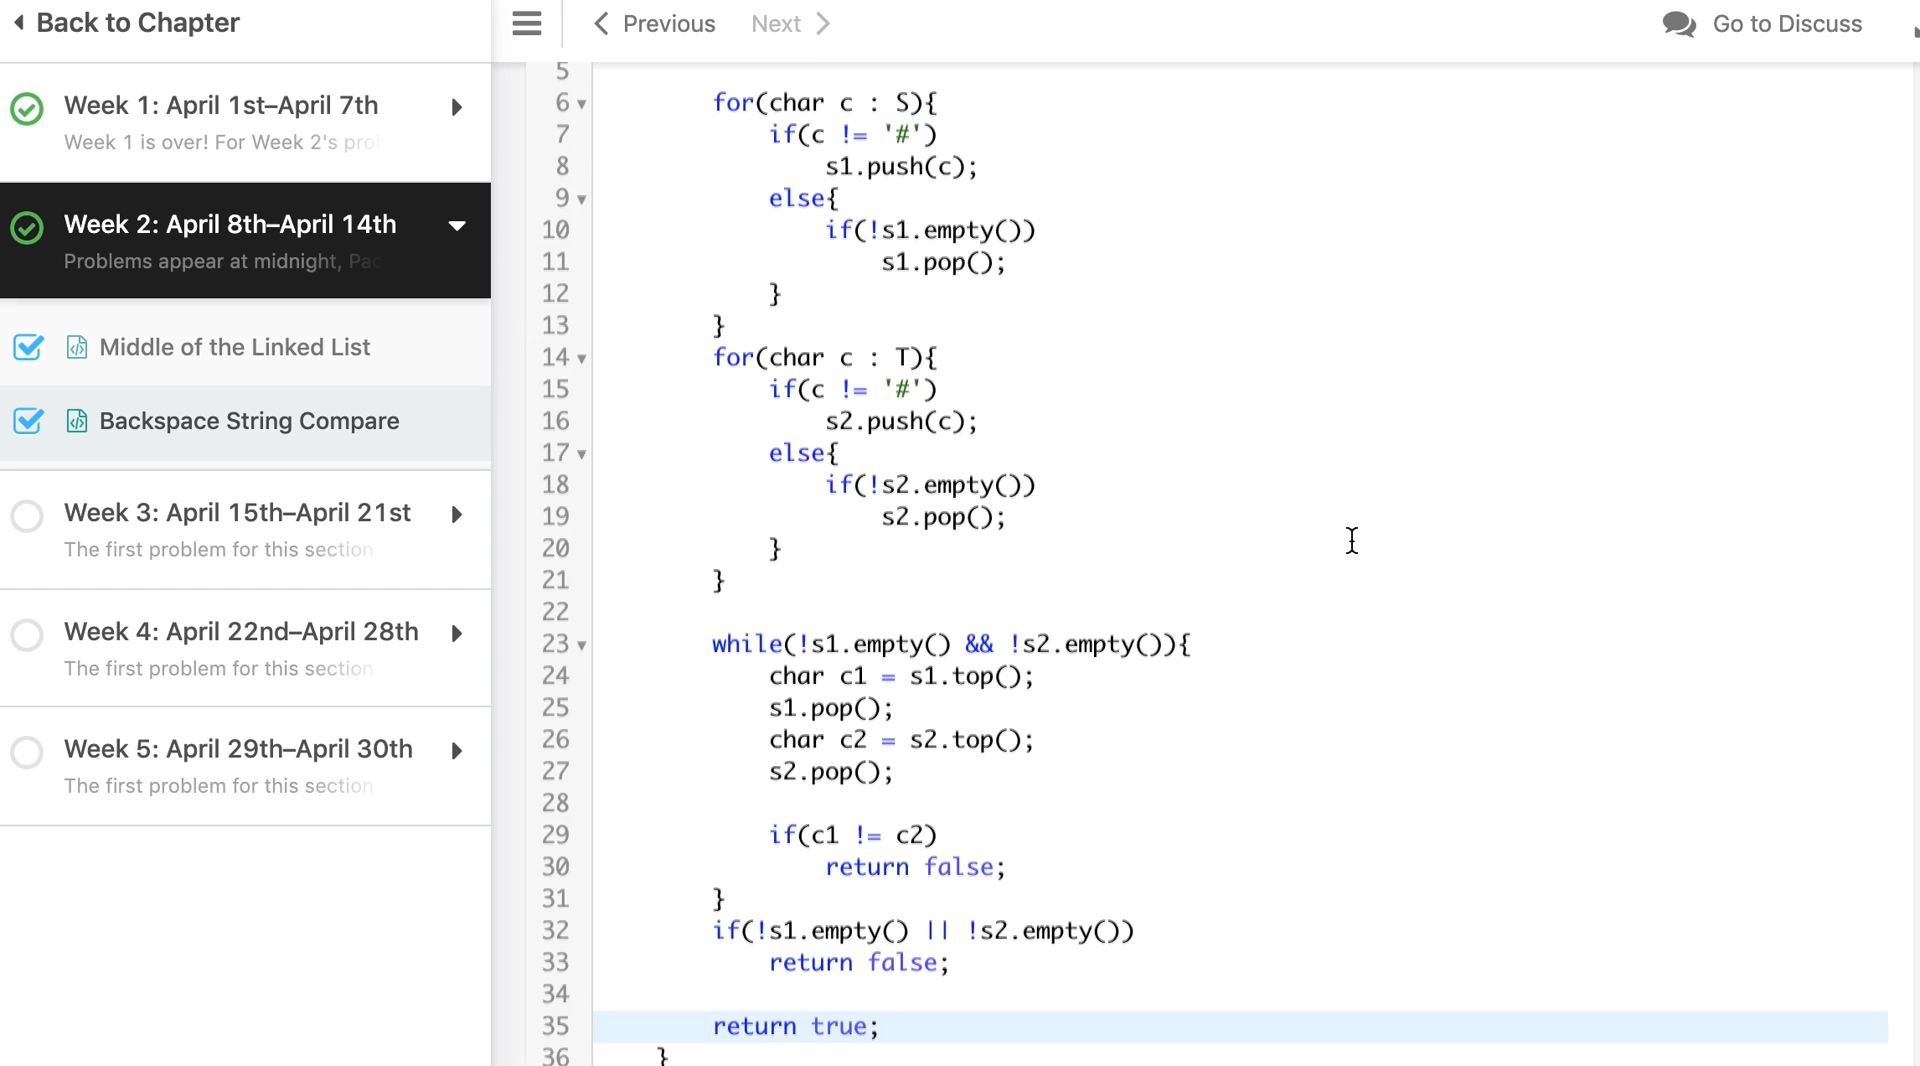 Back to Chapter
Previous
Next
Go to Discuss
Week 1: April 1st–April 7th
Week 1 is over! For Week 2's pro
Week 2: April 8th–April 14th
Problems appear at midnight, Pac
Middle of the Linked List
Backspace String Compare
Week 3: April 15th–April 21st
The first problem for this section
Week 4: April 22nd–April 28th
The first problem for this section
Week 5: April 29th–April 30th
The first problem for this section
5
6 for(char c : S){
7 if(c != '#')
8 s1.push(c);
9 else{
10 if(!s1.empty())
11 s1.pop();
12 }
13 }
14 for(char c : T){
15 if(c != '#')
16 s2.push(c);
17 else{
18 if(!s2.empty())
19 s2.pop();
20 }
21 }
22
23 while(!s1.empty() && !s2.empty()){
24 char c1 = s1.top();
25 s1.pop();
26 char c2 = s2.top();
27 s2.pop();
28
29 if(c1 != c2)
30 return false;
31 }
32 if(!s1.empty() || !s2.empty())
33 return false;
34
35 return true;
36 }